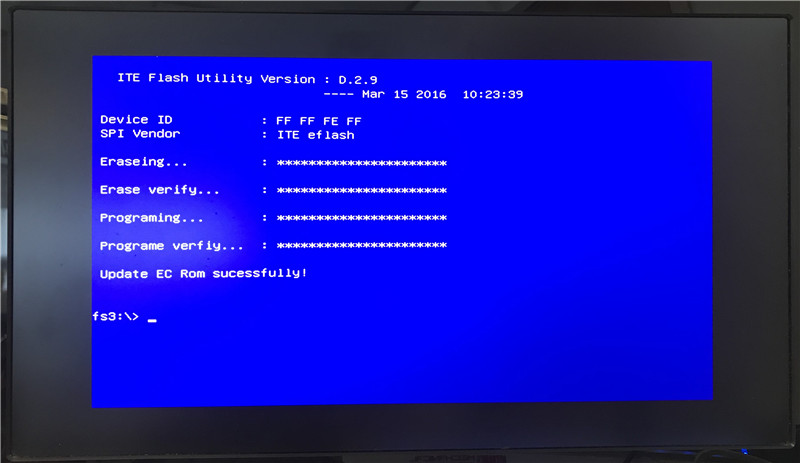 ITE Flash Utility Version : D.2.9
---- Mar 15 2016 10:23:39
Device ID : FF FF FE FF
SPI Vendor : ITE eflash
Eraseing... : **********************
Erase verify... : **********************
Programing... : **********************
Programe verfiy... : **********************
Update EC Rom sucessfully!
fs3:\> _